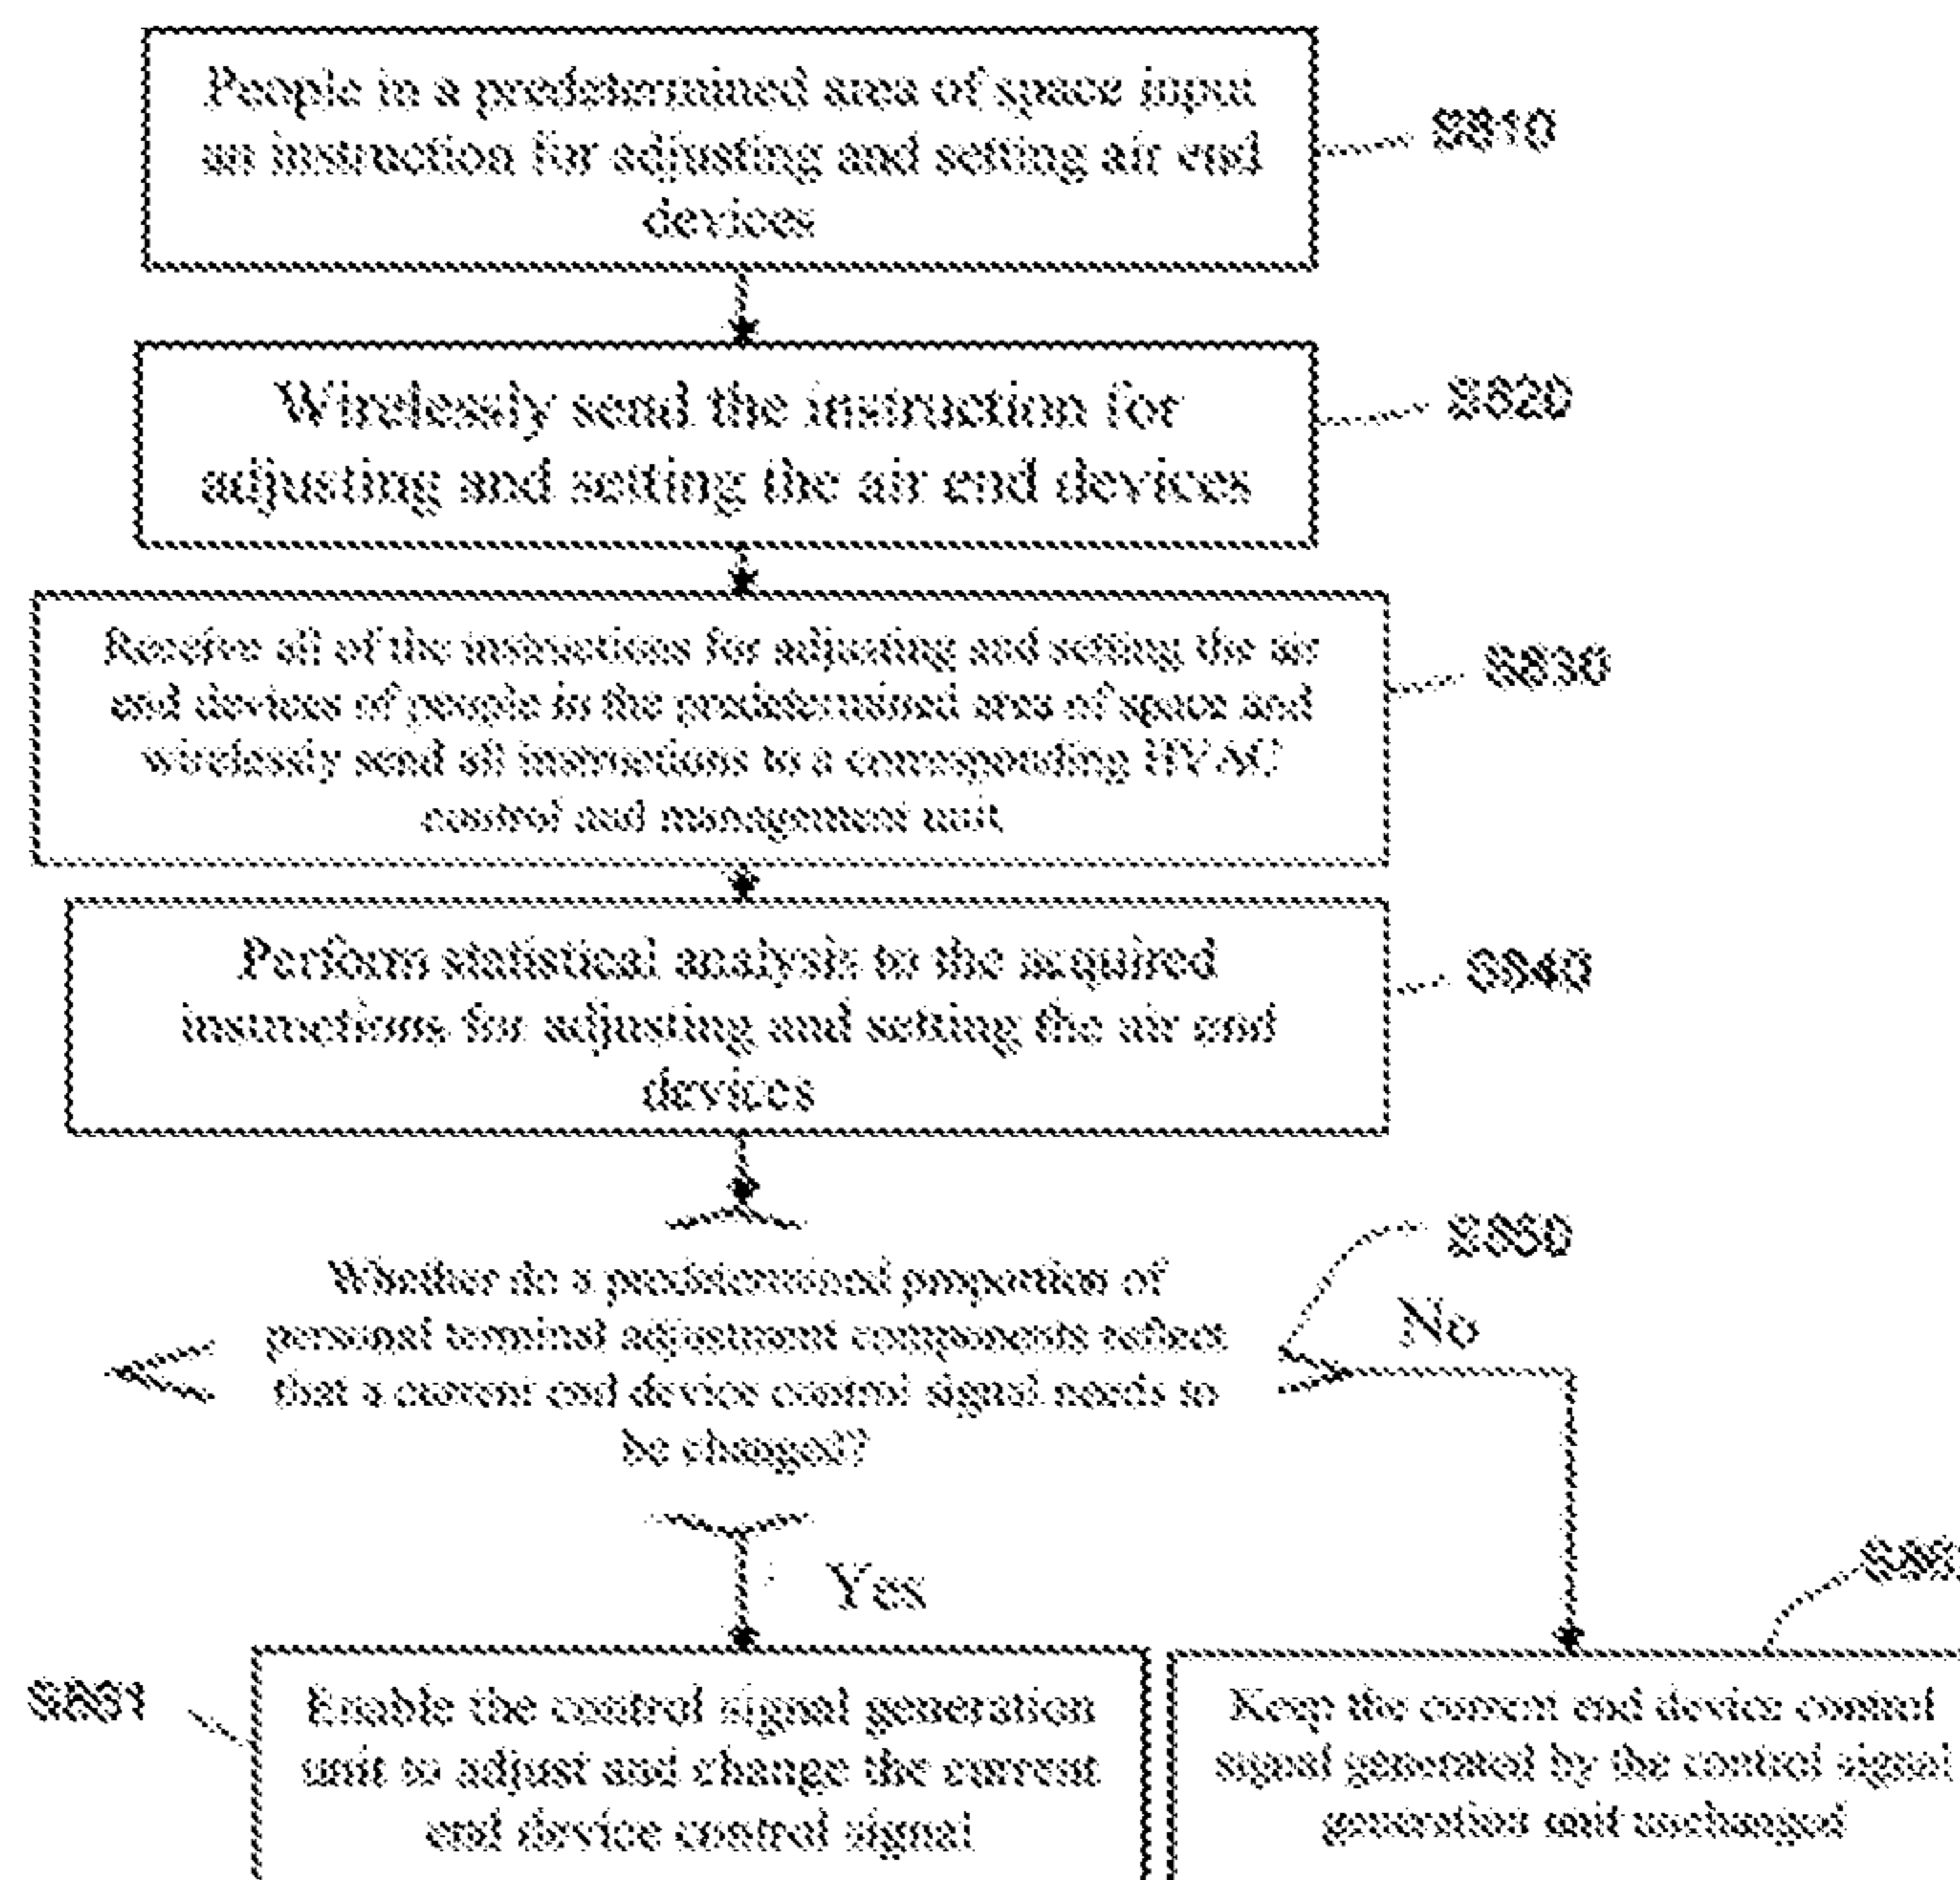 People in a predetermined area of space input
an instruction for adjusting and setting air end
devices
S810
Wirelessly send the instruction for
adjusting and setting the air end devices
S820
Receive all of the instructions for adjusting and setting the air
end devices of people in the predetermined area of space and
wirelessly send all instructions to a corresponding HVAC
control and management unit
S830
Perform statistical analysis to the acquired
instructions for adjusting and setting the air end
devices
S840
Whether do a predetermined proportion of
personal terminal adjustment components reflect
that a current end device control signal needs to
be changed?
S850
No
Yes
S851
Enable the control signal generation
unit to adjust and change the current
end device control signal
Keep the current end device control
signal generated by the control signal
generation unit unchanged